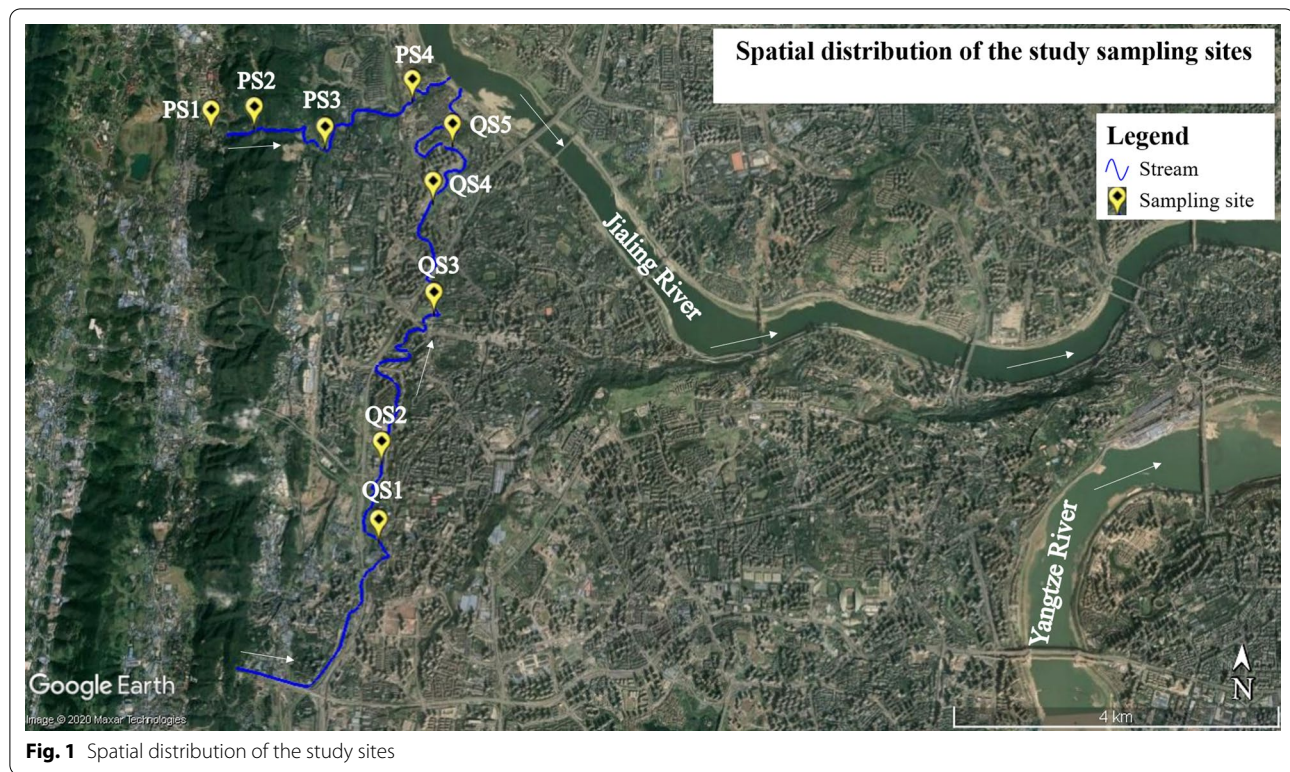 Spatial distribution of the study sampling sites
Legend
Stream
Sampling site
PS1
PS2
PS3
PS4
QS5
QS4
QS3
QS2
QS1
Jialing River
Yangtze River
N
4 km
Google Earth
Image © 2020 Maxar Technologies
Fig. 1 Spatial distribution of the study sites